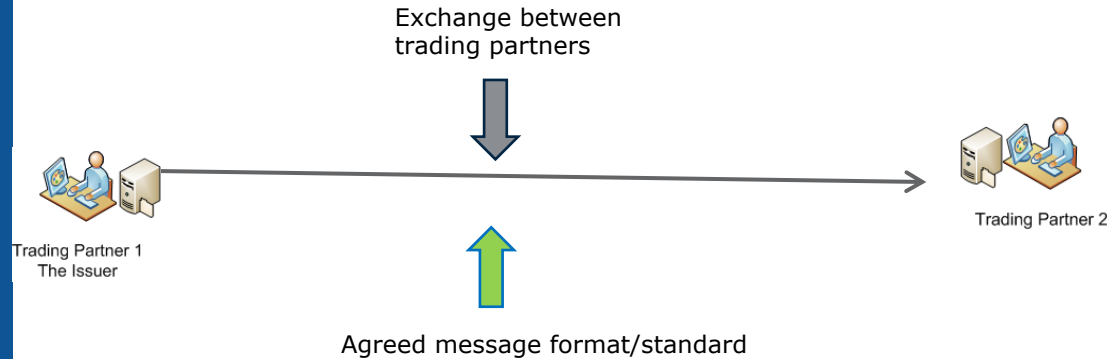 Exchange between
trading partners
Trading Partner 1
The Issuer
Trading Partner 2
Agreed message format/standard